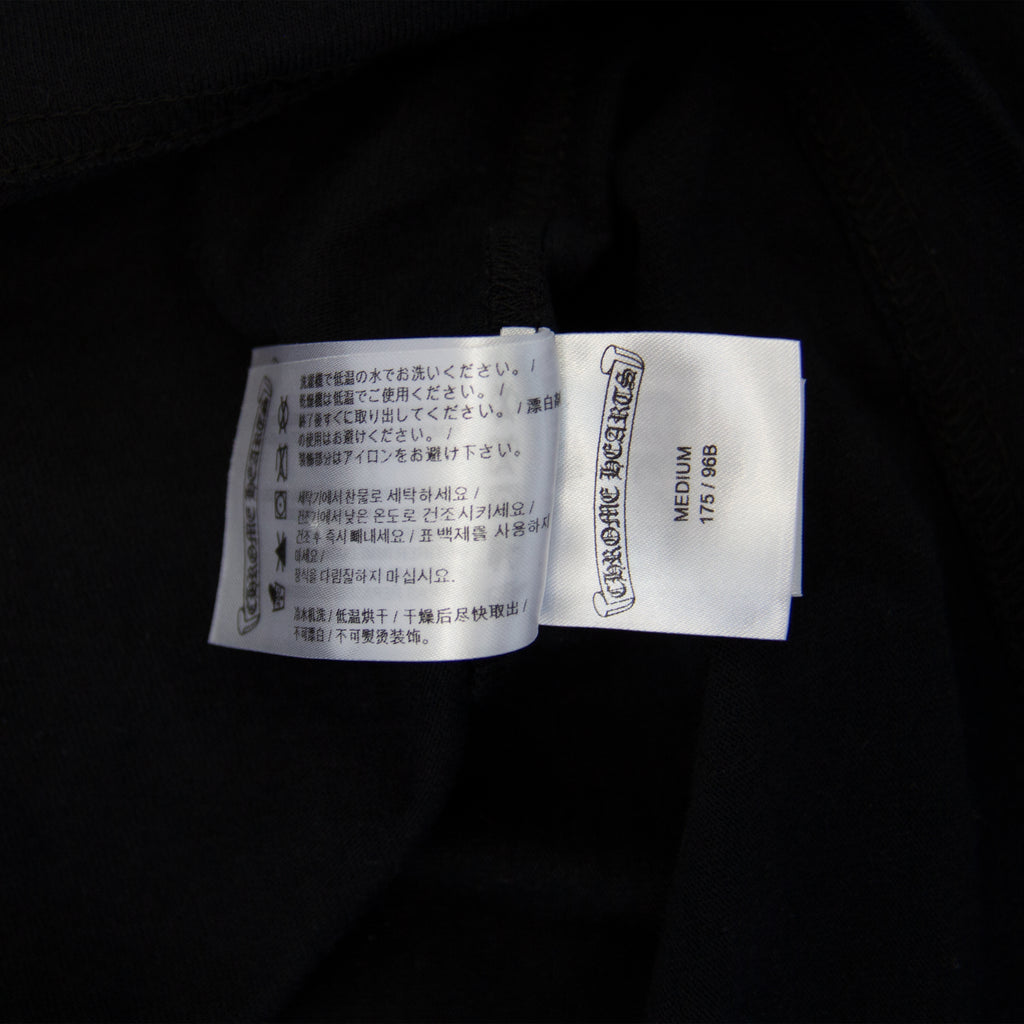 CHROME HEARTS
洗濯機で低温の水でお洗いください。 /
乾燥機は低温でご使用ください。 /
終了後すぐに取り出してください。 / 漂白剤
の使用はお避けください。 /
装飾部分はアイロンをお避け下さい。
세탁기에서 찬물로 세탁하세요 /
건조기에서 낮은 온도로 건조시키세요 /
건조 후 즉시 빼내세요 / 표백제를 사용하지
마세요 /
장식을 다림질하지 마십시요.
冷水机洗 / 低温烘干 / 干燥后尽快取出 /
不可漂白 / 不可熨烫装饰。
CHROME HEARTS
MEDIUM
175 / 96B